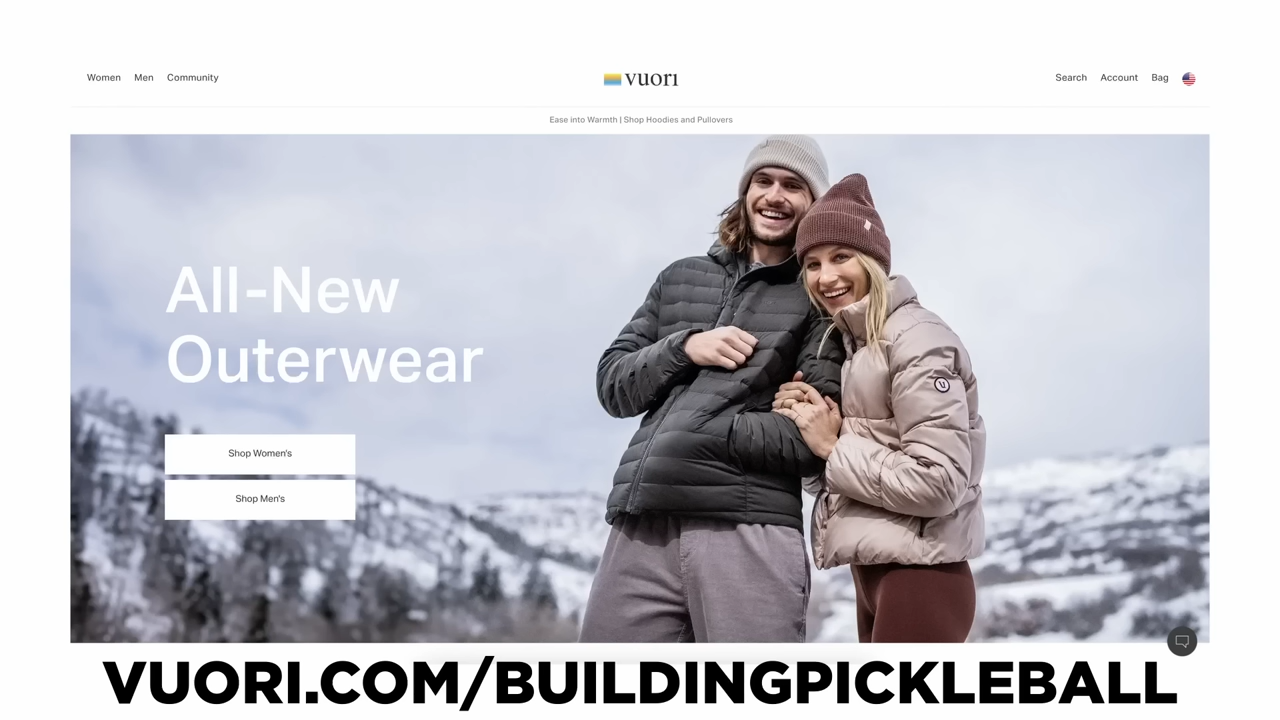 Women Men Community
vuori
Search Account Bag
Ease into Warmth | Shop Hoodies and Pullovers
All-New
Outerwear
Shop Women's
Shop Men's
VUORI.COM/BUILDINGPICKLEBALL